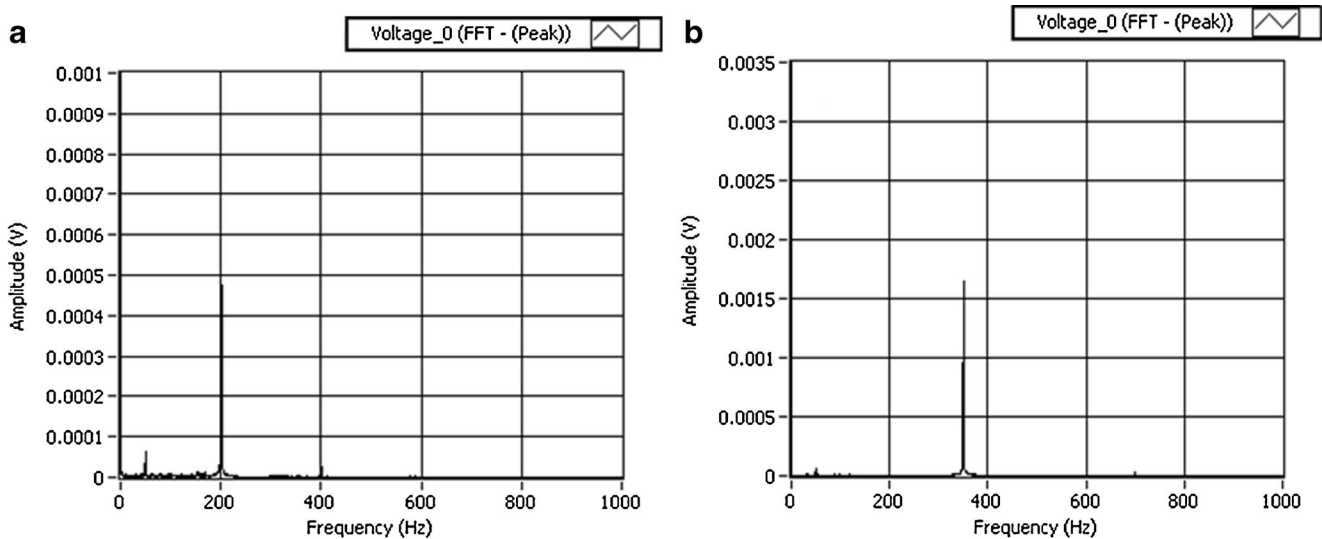 a
Voltage_0 (FFT - (Peak))
0.001
0.0009
0.0008
0.0007
0.0006
0.0005
0.0004
0.0003
0.0002
0.0001
0
Amplitude (V)
0 200 400 600 800 1000
Frequency (Hz)
b
Voltage_0 (FFT - (Peak))
0.0035
0.003
0.0025
0.002
0.0015
0.001
0.0005
0
Amplitude (V)
0 200 400 600 800 1000
Frequency (Hz)